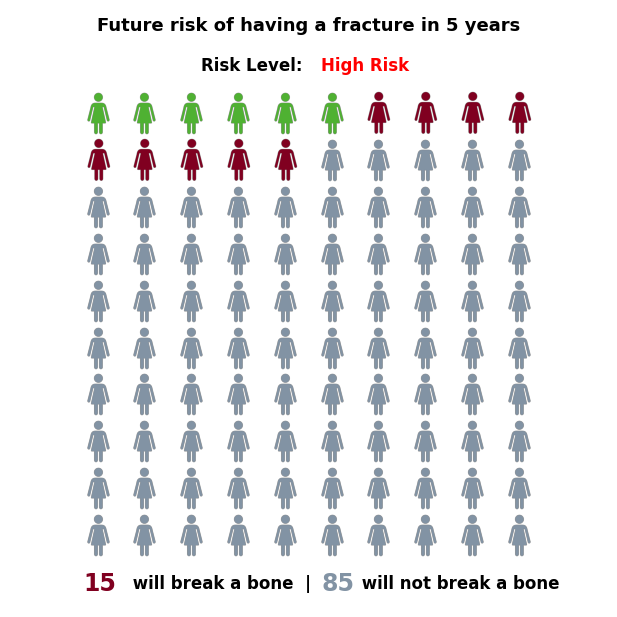 Future risk of having a fracture in 5 years
Risk Level: High Risk
15 will break a bone | 85 will not break a bone